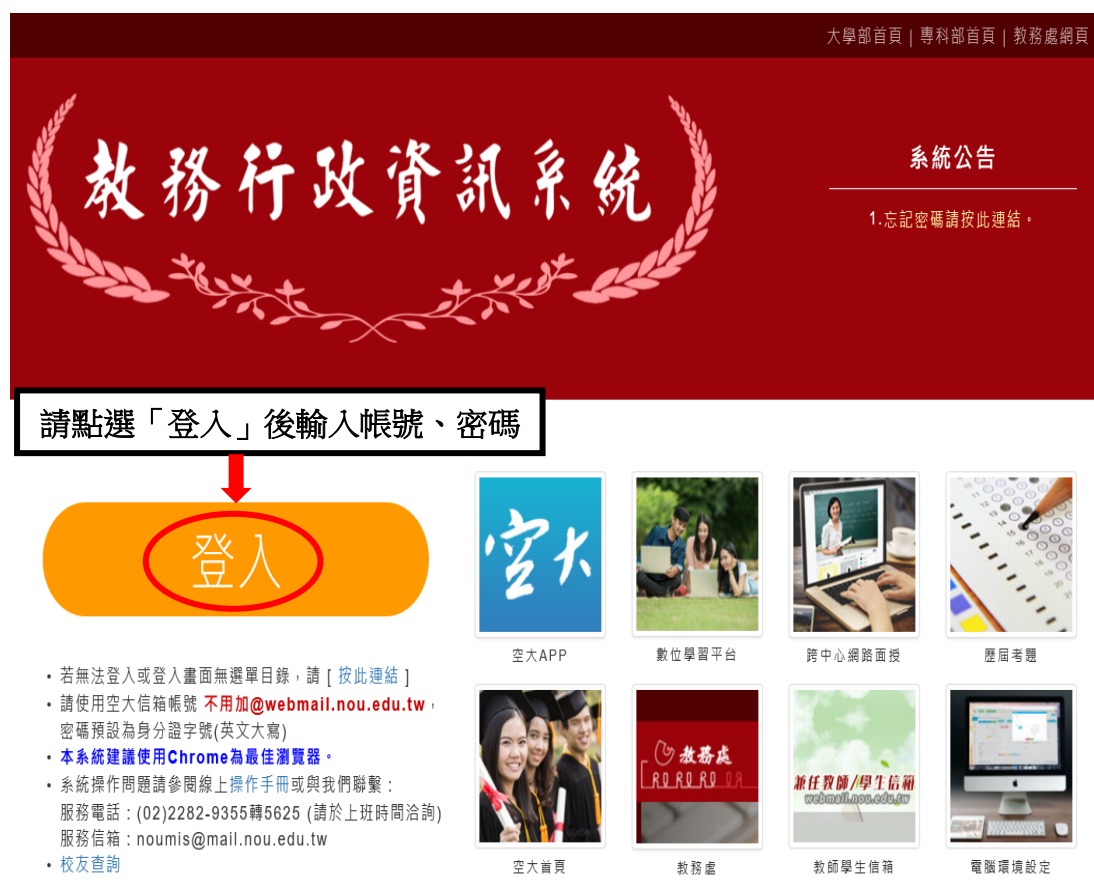 大學部首頁 | 專科部首頁 | 教務處網頁
教務行政資訊系統
系統公告
1.忘記密碼請按此連結。
請點選「登入」後輸入帳號、密碼
登入
• 若無法登入或登入畫面無選單目錄，請 [ 按此連結 ]
• 請使用空大信箱帳號 不用加@webmail.nou.edu.tw，
密碼預設為身分證字號(英文大寫)
• 本系統建議使用Chrome為最佳瀏覽器。
• 系統操作問題請參閱線上操作手冊或與我們聯繫：
服務電話：(02)2282-9355轉5625 (請於上班時間洽詢)
服務信箱：noumis@mail.nou.edu.tw
• 校友查詢
空大
空大APP
數位學習平台
跨中心網路面授
歷屆考題
教務處
兼任教師/學生信箱
webmail.nou.edu.tw
空大首頁
教務處
教師學生信箱
電腦環境設定